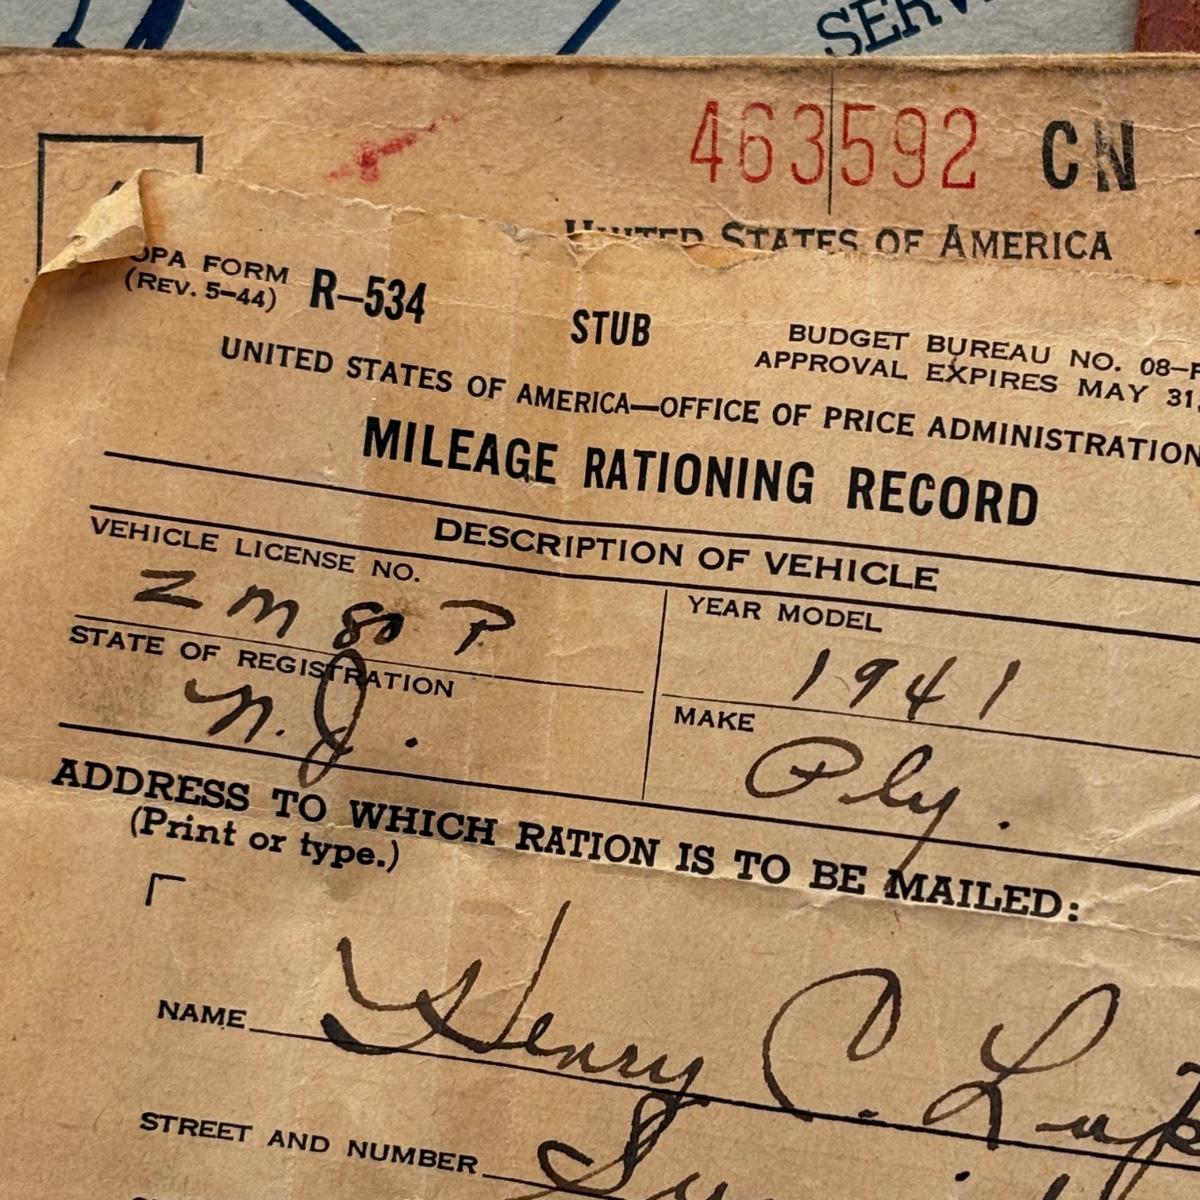 SERV
463592 CN
UNITED STATES OF AMERICA
OPA FORM R-534
(REV. 5-44)
STUB
BUDGET BUREAU NO. 08-
APPROVAL EXPIRES MAY 31,
UNITED STATES OF AMERICA—OFFICE OF PRICE ADMINISTRATION
MILEAGE RATIONING RECORD
DESCRIPTION OF VEHICLE
VEHICLE LICENSE NO.
ZM 80 P
YEAR MODEL
1941
STATE OF REGISTRATION
N.J.
MAKE
Ply.
ADDRESS TO WHICH RATION IS TO BE MAILED:
(Print or type.)
NAME Henry C.
STREET AND NUMBER